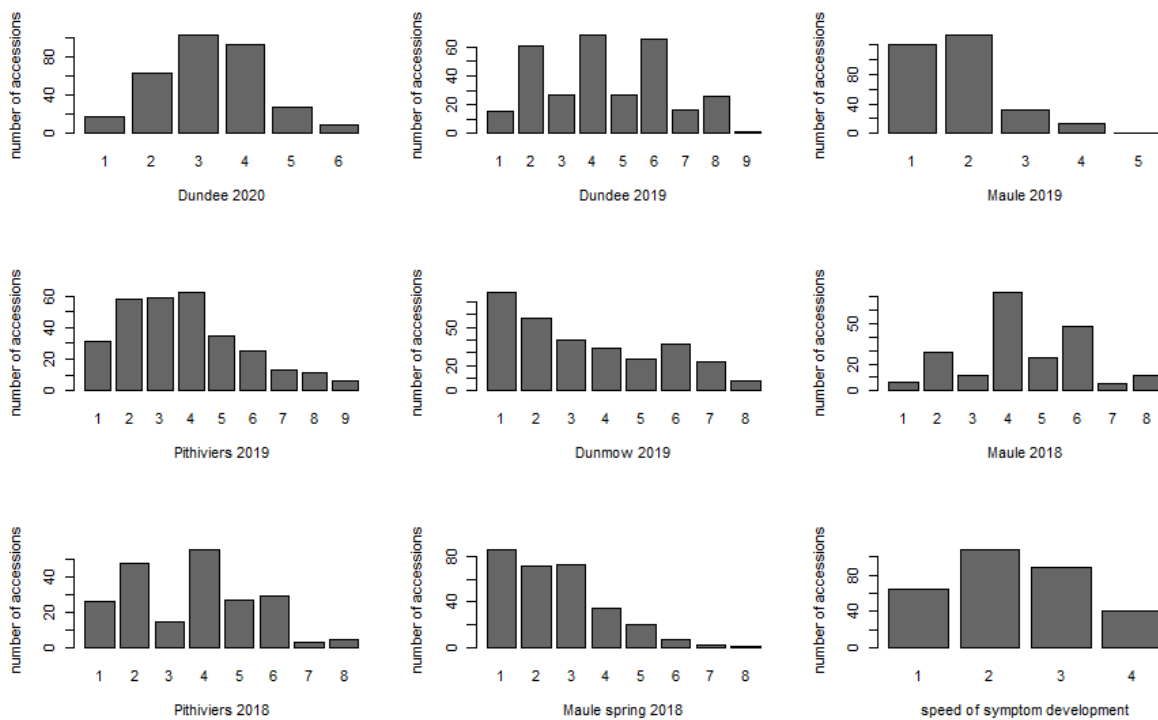 number of accessions
80
40
0
1 2 3 4 5 6
Dundee 2020
number of accessions
60
40
20
0
1 2 3 4 5 6 7 8 9
Dundee 2019
number of accessions
80
40
0
1 2 3 4 5
Maule 2019
number of accessions
60
40
20
0
1 2 3 4 5 6 7 8 9
Pithiviers 2019
number of accessions
50
20
0
1 2 3 4 5 6 7 8
Dunmow 2019
number of accessions
50
20
0
1 2 3 4 5 6 7 8
Maule 2018
number of accessions
40
20
0
1 2 3 4 5 6 7 8
Pithiviers 2018
number of accessions
80
40
0
1 2 3 4 5 6 7 8
Maule spring 2018
number of accessions
80
40
0
1 2 3 4
speed of symptom development